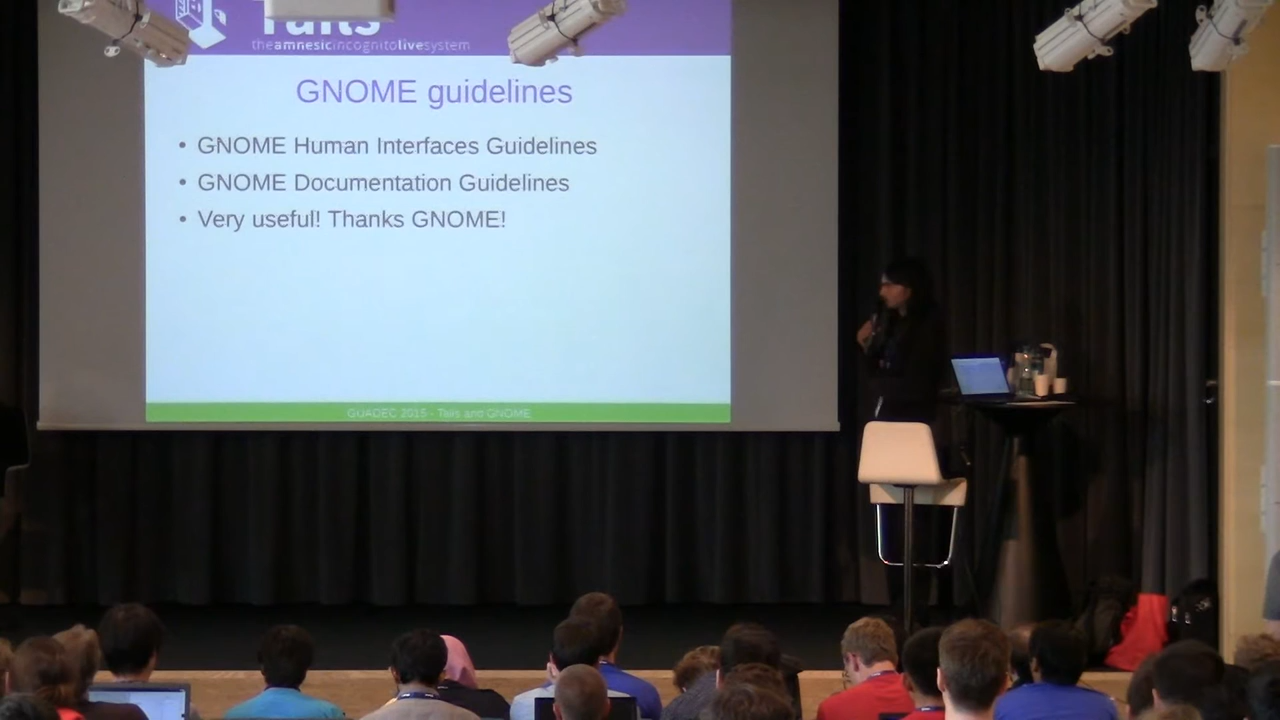 Tails
theamnesicincognitolivesystem
GNOME guidelines
• GNOME Human Interfaces Guidelines
• GNOME Documentation Guidelines
• Very useful! Thanks GNOME!
GUADEC 2015 - Tails and GNOME